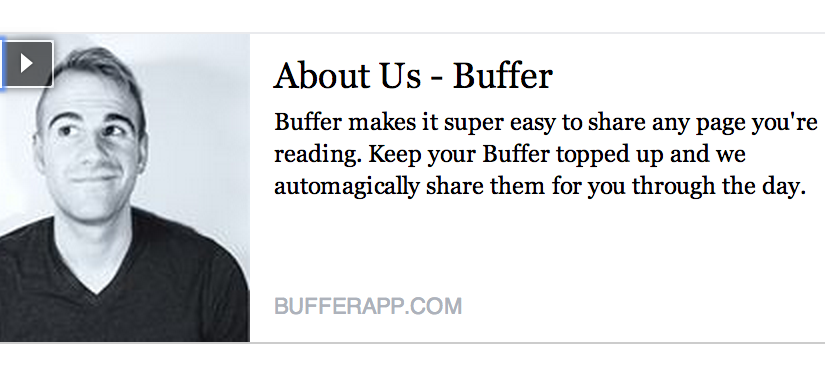 About Us - Buffer
Buffer makes it super easy to share any page you're
reading. Keep your Buffer topped up and we
automagically share them for you through the day.
BUFFERAPP.COM